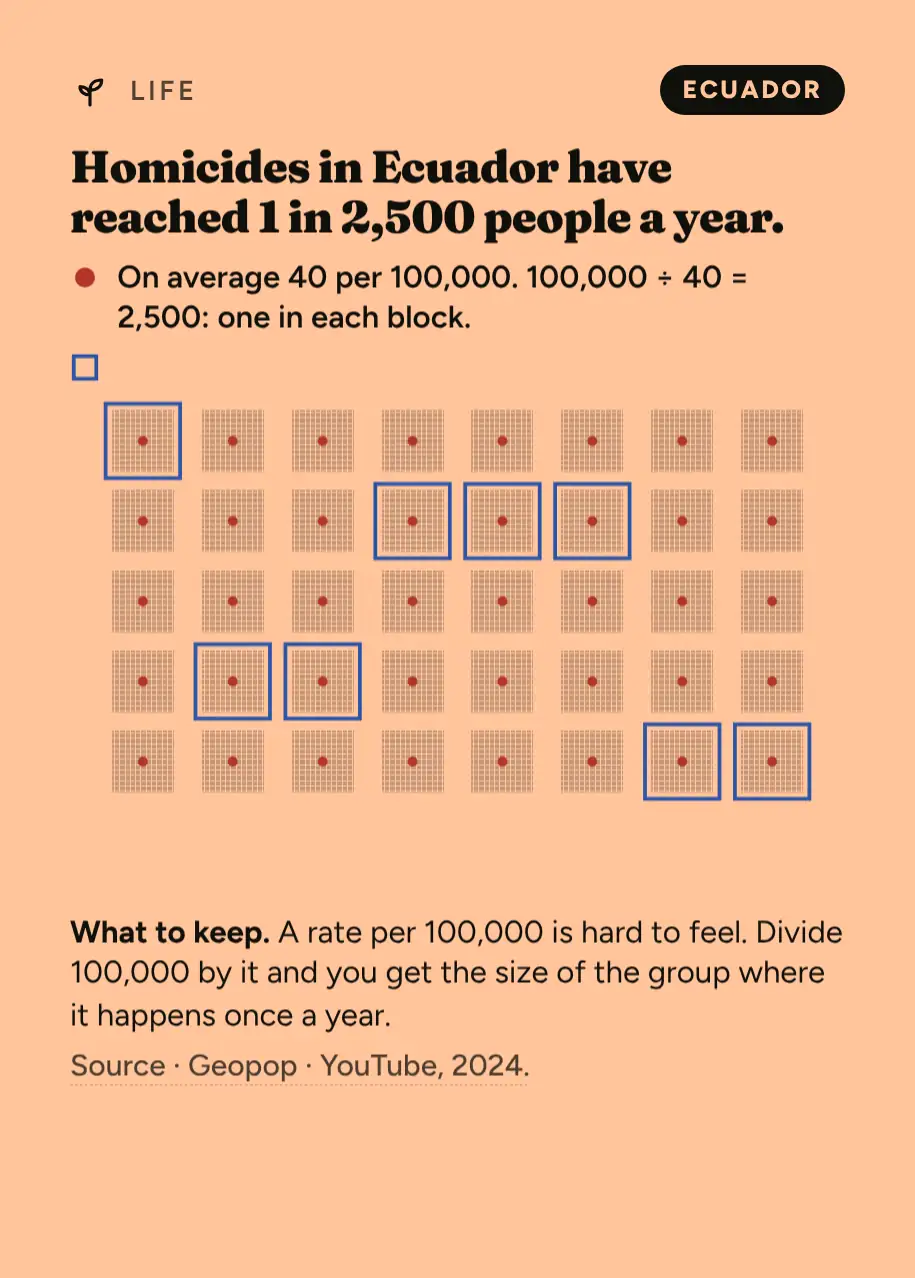 LIFE
ECUADOR
Homicides in Ecuador have
reached 1 in 2,500 people a year.
On average 40 per 100,000. 100,000 ÷ 40 =
2,500: one in each block.
What to keep. A rate per 100,000 is hard to feel. Divide
100,000 by it and you get the size of the group where
it happens once a year.
Source · Geopop · YouTube, 2024.